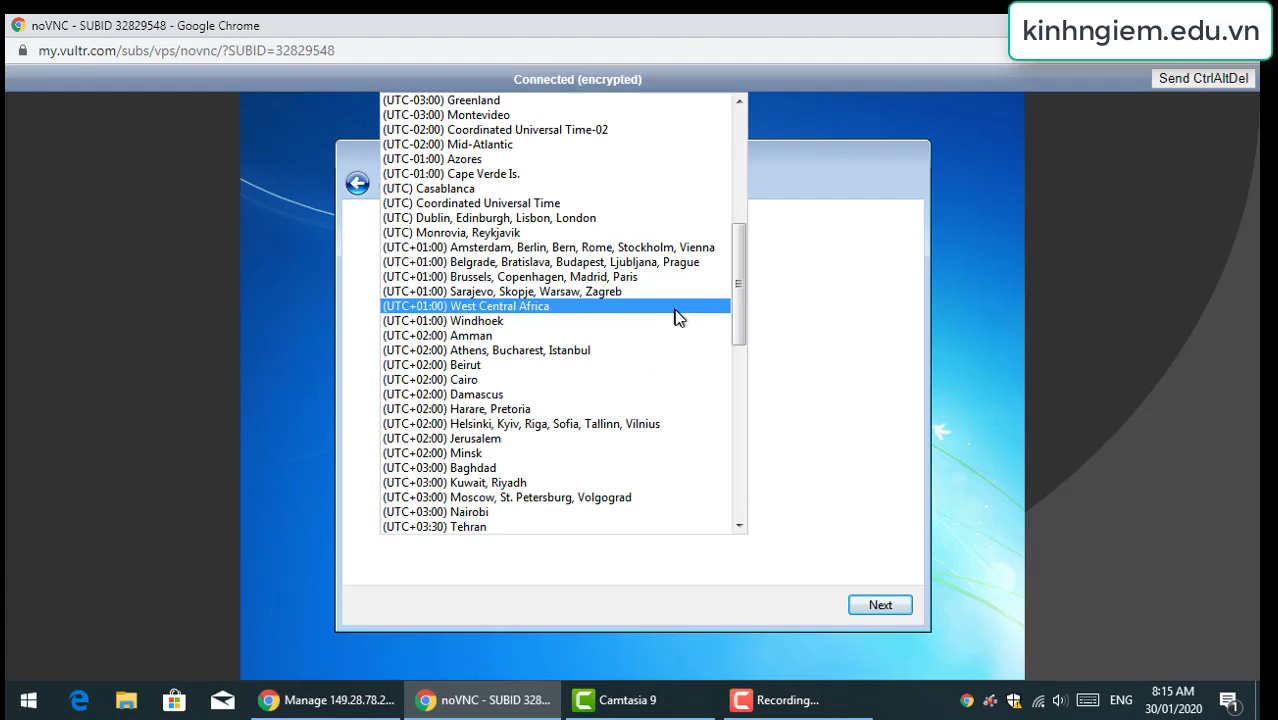 noVNC - SUBID 32829548 - Google Chrome
kinhngiem.edu.vn
my.vultr.com/subs/vps/novnc/?SUBID=32829548
Connected (encrypted)
Send CtrlAltDel
(UTC-03:00) Greenland
(UTC-03:00) Montevideo
(UTC-02:00) Coordinated Universal Time-02
(UTC-02:00) Mid-Atlantic
(UTC-01:00) Azores
(UTC-01:00) Cape Verde Is.
(UTC) Casablanca
(UTC) Coordinated Universal Time
(UTC) Dublin, Edinburgh, Lisbon, London
(UTC) Monrovia, Reykjavik
(UTC+01:00) Amsterdam, Berlin, Bern, Rome, Stockholm, Vienna
(UTC+01:00) Belgrade, Bratislava, Budapest, Ljubljana, Prague
(UTC+01:00) Brussels, Copenhagen, Madrid, Paris
(UTC+01:00) Sarajevo, Skopje, Warsaw, Zagreb
(UTC+01:00) West Central Africa
(UTC+01:00) Windhoek
(UTC+02:00) Amman
(UTC+02:00) Athens, Bucharest, Istanbul
(UTC+02:00) Beirut
(UTC+02:00) Cairo
(UTC+02:00) Damascus
(UTC+02:00) Harare, Pretoria
(UTC+02:00) Helsinki, Kyiv, Riga, Sofia, Tallinn, Vilnius
(UTC+02:00) Jerusalem
(UTC+02:00) Minsk
(UTC+03:00) Baghdad
(UTC+03:00) Kuwait, Riyadh
(UTC+03:00) Moscow, St. Petersburg, Volgograd
(UTC+03:00) Nairobi
(UTC+03:30) Tehran
Next
Manage 149.28.78.2...
noVNC - SUBID 328...
Camtasia 9
Recording...
ENG
8:15 AM
30/01/2020
1